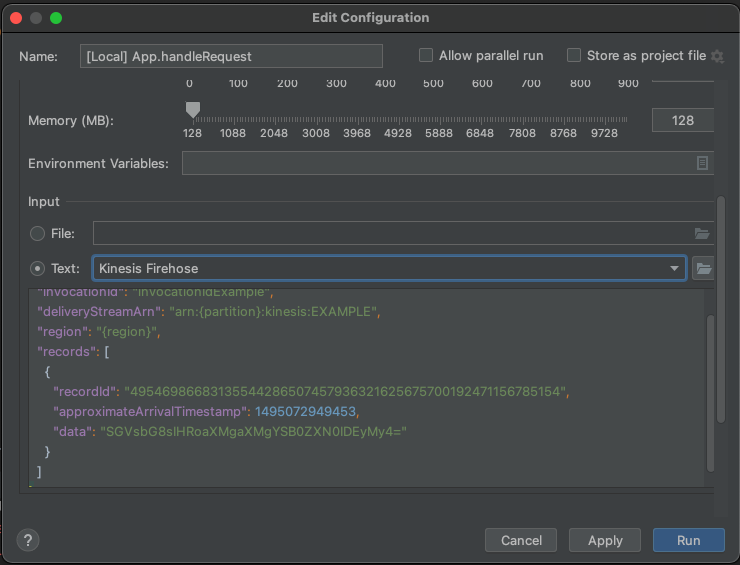 Edit Configuration
Name: [Local] App.handleRequest Allow parallel run Store as project file
0 100 200 300 400 500 600 700 800 900
Memory (MB): 128
128 1088 2048 3008 3968 4928 5888 6848 7808 8768 9728
Environment Variables:
Input
File:
Text: Kinesis Firehose
"invocationId": "invocationIdExample",
"deliveryStreamArn": "arn:{partition}:kinesis:EXAMPLE",
"region": "{region}",
"records": [
{
"recordId": "49546986683135544286507457936321625675700192471156785154",
"approximateArrivalTimestamp": 1495072949453,
"data": "SGVsbG8sIHRoaXMgaXMgYSB0ZXN0IDEyMy4="
}
]
? Cancel Apply Run